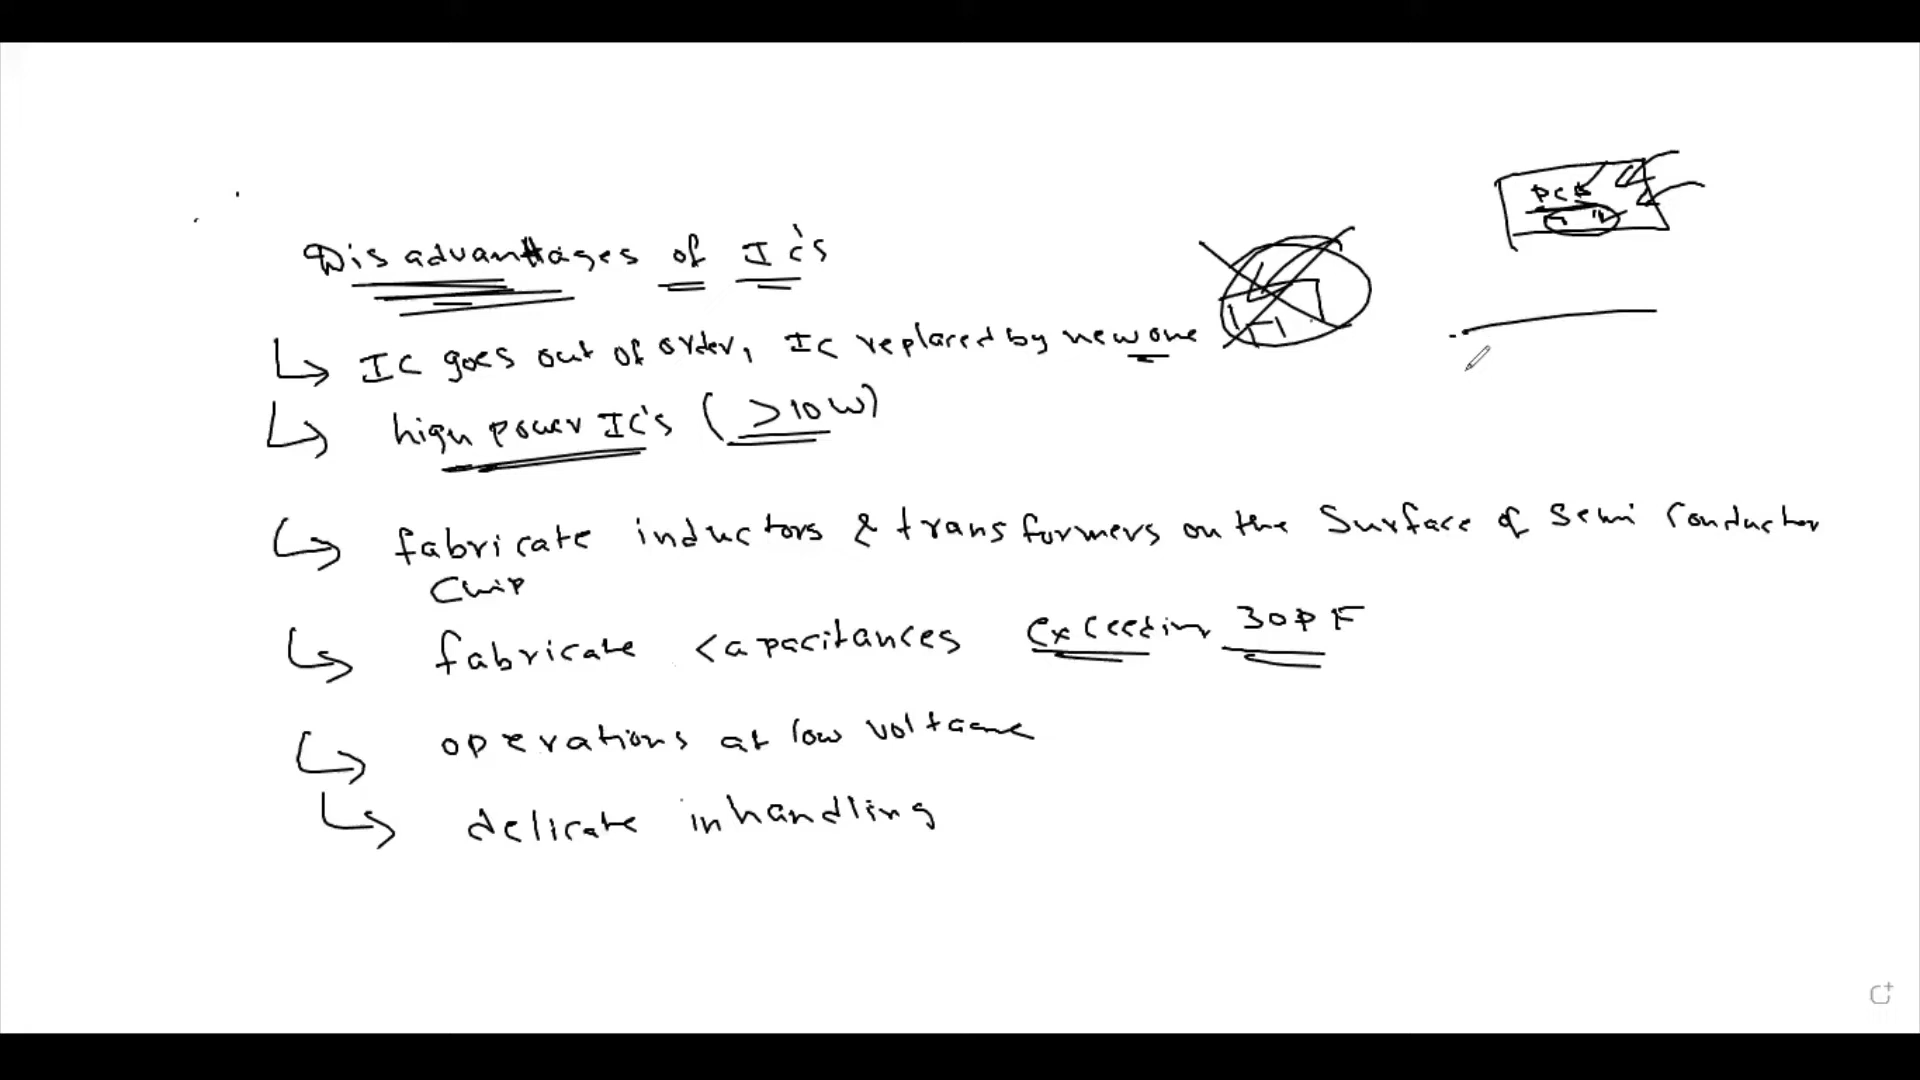 PCB
Disadvanttages of Ic's
IC goes out of order, IC replaced by new one
high power IC's (>10W)
fabricate inductors & transformers on the Surface of Semi Conductor
Chip
fabricate capacitances exceeding 30pF
operations at low voltage
delicate in handling